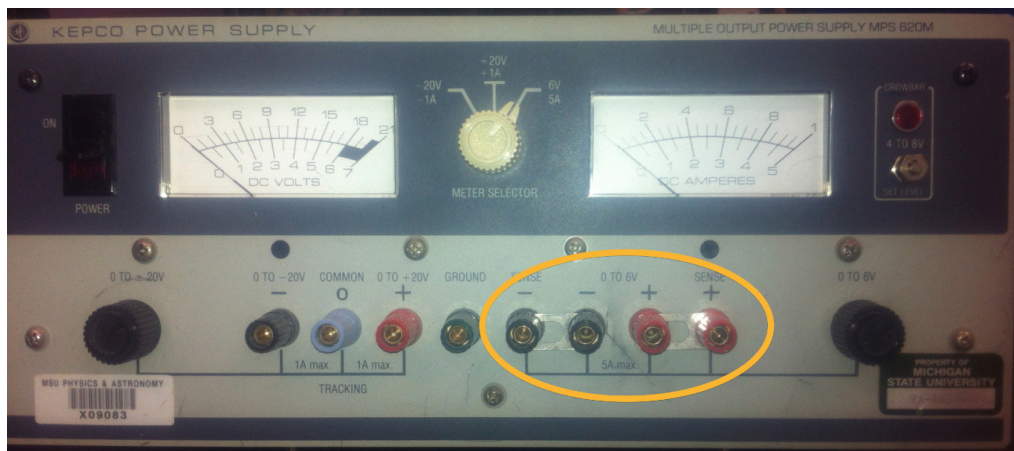 KEPCO POWER SUPPLY
MULTIPLE OUTPUT POWER SUPPLY MPS 620M
ON
POWER
0 3 6 9 12 15 18 21
0 1 2 3 4 5 6 7
DC VOLTS
-20V
-1A
+20V
+1A
6V
5A
METER SELECTOR
0 .2 .4 .6 .8 1
0 1 2 3 4 5
DC AMPERES
CROWBAR
4 TO 8V
SET LEVEL
0 TO ±20V
0 TO -20V
COMMON
0 TO +20V
GROUND
SENSE
0 TO 6V
SENSE
0 TO 6V
- O +
- - + +
1A max.
1A max.
5A max.
TRACKING
MSU PHYSICS & ASTRONOMY
X09083
PROPERTY OF
MICHIGAN
STATE UNIVERSITY